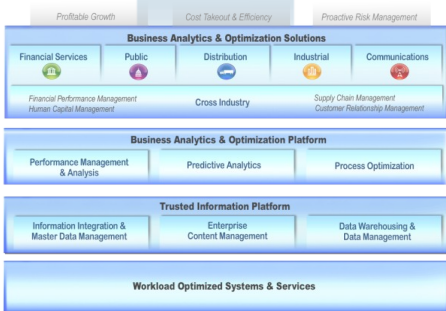 Profitable Growth
Cost Takeout & Efficiency
Proactive Risk Management
Business Analytics & Optimization Solutions
Financial Services
Public
Distribution
Industrial
Communications
Financial Performance Management
Human Capital Management
Cross Industry
Supply Chain Management
Customer Relationship Management
Business Analytics & Optimization Platform
Performance Management
& Analysis
Predictive Analytics
Process Optimization
Trusted Information Platform
Information Integration &
Master Data Management
Enterprise
Content Management
Data Warehousing &
Data Management
Workload Optimized Systems & Services